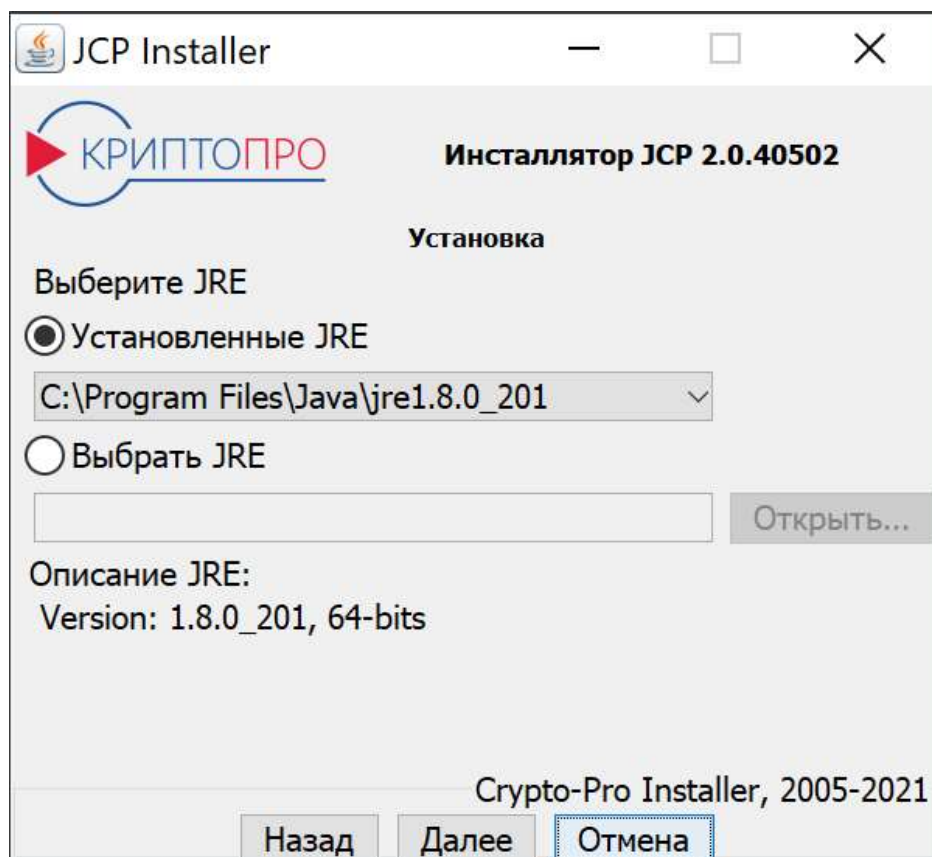 JCP Installer
КРИПТОПРО
Инсталлятор JCP 2.0.40502
Установка
Выберите JRE
Установленные JRE
C:\Program Files\Java\jre1.8.0_201
Выбрать JRE
Открыть...
Описание JRE:
Version: 1.8.0_201, 64-bits
Crypto-Pro Installer, 2005-2021
Назад Далее Отмена